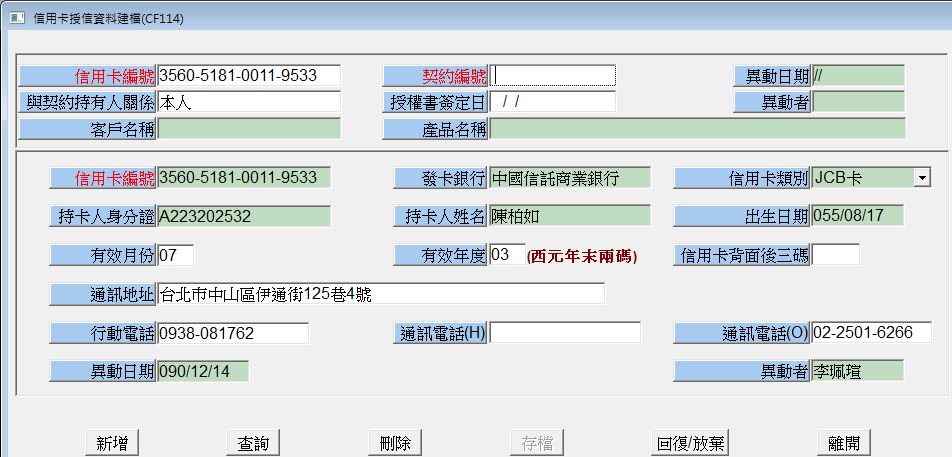 信用卡授信資料建檔(CF114)
信用卡編號 3560-5181-0011-9533 契約編號 異動日期 //
與契約持有人關係 本人 授權書簽定日 / / 異動者
客戶名稱 產品名稱
信用卡編號 3560-5181-0011-9533 發卡銀行 中國信託商業銀行 信用卡類別 JCB卡
持卡人身分證 A223202532 持卡人姓名 陳柏如 出生日期 055/08/17
有效月份 07 有效年度 03 (西元年末兩碼) 信用卡背面後三碼
通訊地址 台北市中山區伊通街125巷4號
行動電話 0938-081762 通訊電話(H) 通訊電話(O) 02-2501-6266
異動日期 090/12/14 異動者 李珮瑄
新增 查詢 刪除 存檔 回復/放棄 離開